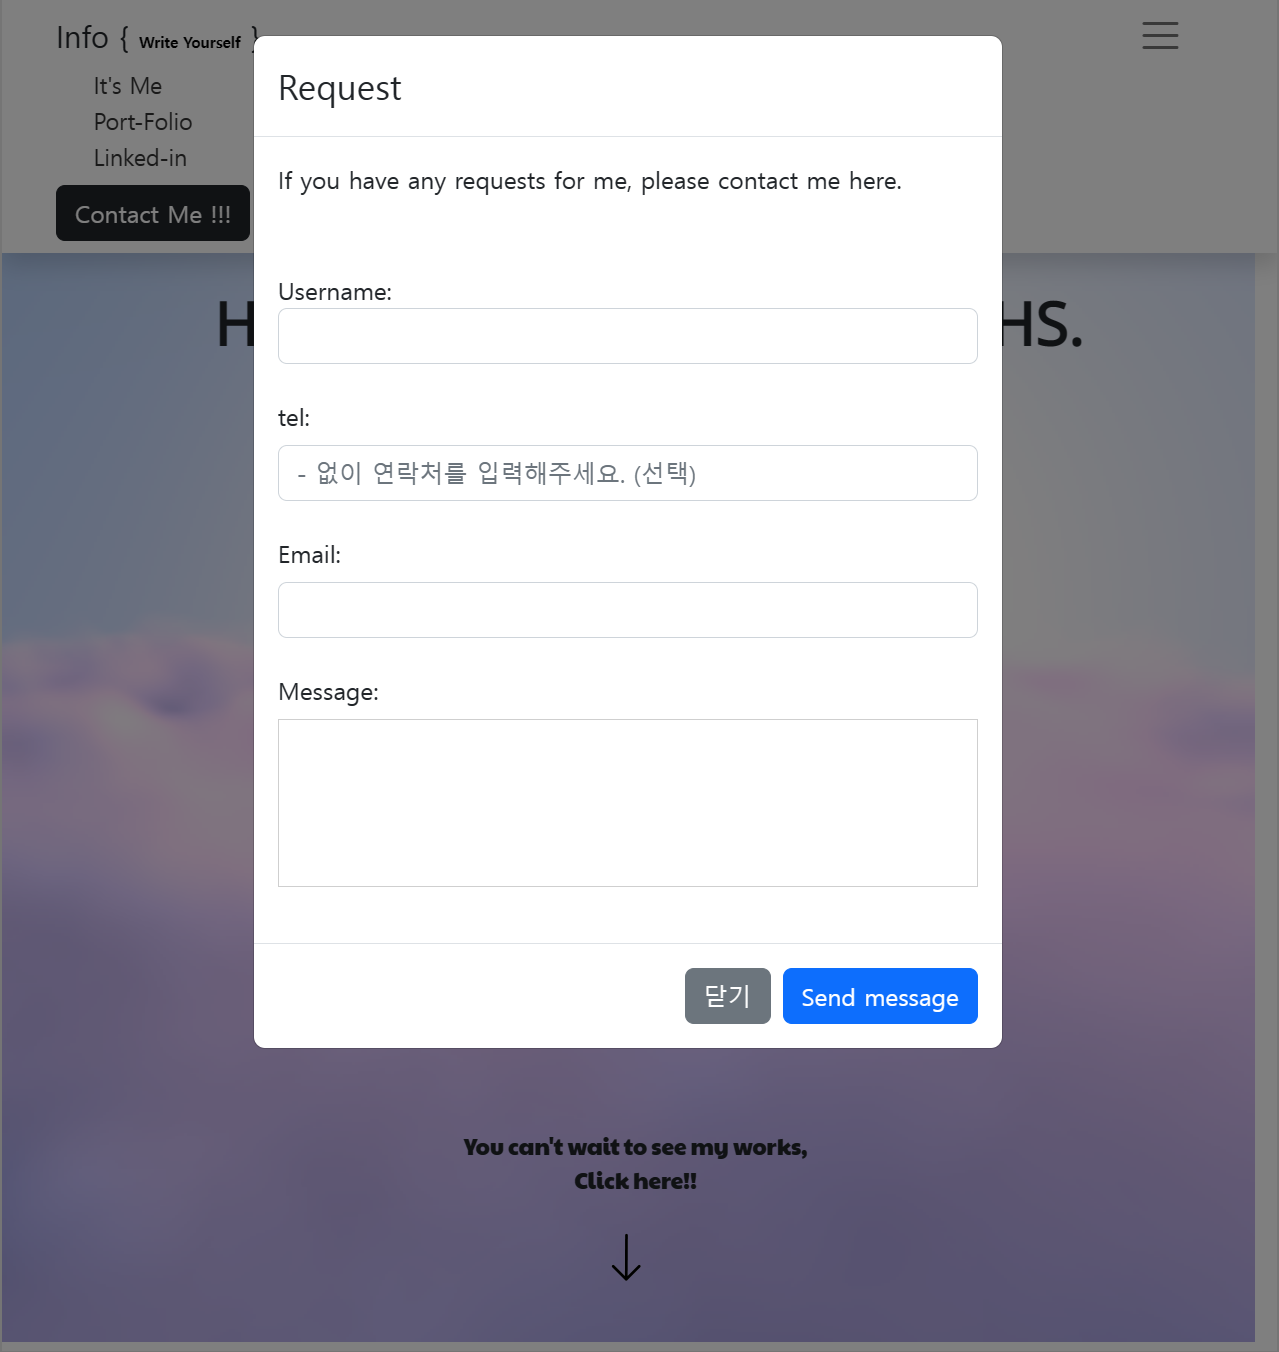 Info { Write Yourself }
It's Me
Port-Folio
Linked-in
Contact Me !!!
Request
If you have any requests for me, please contact me here.
Username:
tel:
- 없이 연락처를 입력해주세요. (선택)
Email:
Message:
닫기 Send message
HS.
You can't wait to see my works,
Click here!!